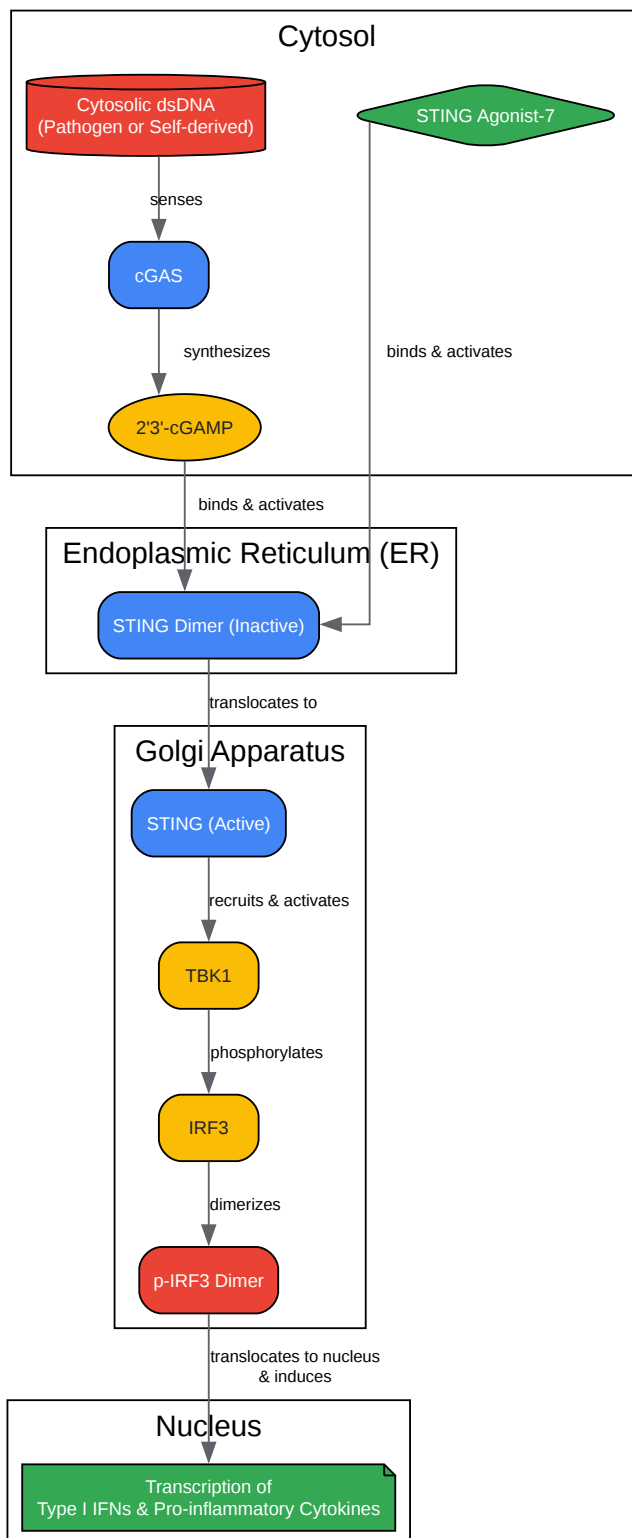 Cytosol
Cytosolic dsDNA
(Pathogen or Self-derived)
STING Agonist-7
senses
cGAS
synthesizes
binds & activates
2'3'-cGAMP
binds & activates
Endoplasmic Reticulum (ER)
STING Dimer (Inactive)
translocates to
Golgi Apparatus
STING (Active)
recruits & activates
TBK1
phosphorylates
IRF3
dimerizes
p-IRF3 Dimer
translocates to nucleus
& induces
Nucleus
Transcription of
Type I IFNs & Pro-inflammatory Cytokines